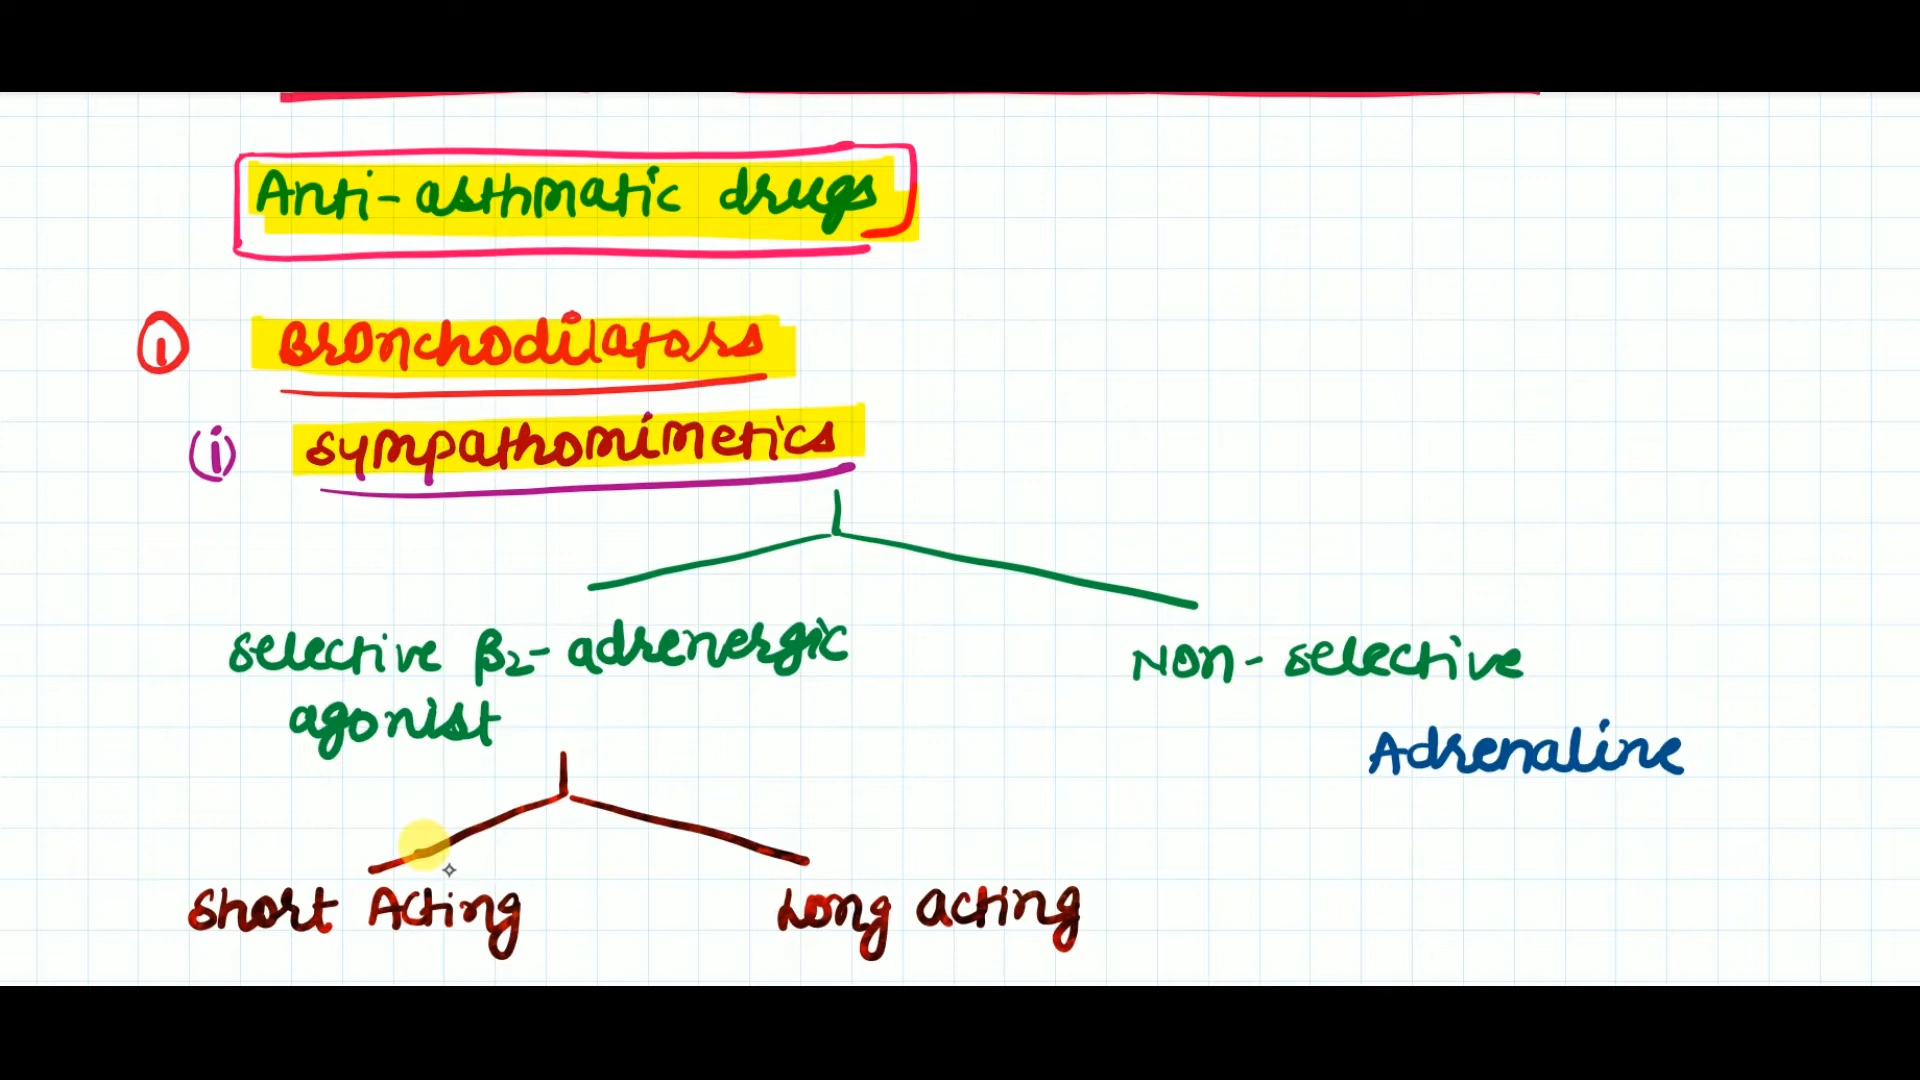 Anti-asthmatic drugs
1 Bronchodilators
(i) sympathomimetics
selective β2-adrenergic
agonist
Non-selective
Adrenaline
Short Acting
Long acting